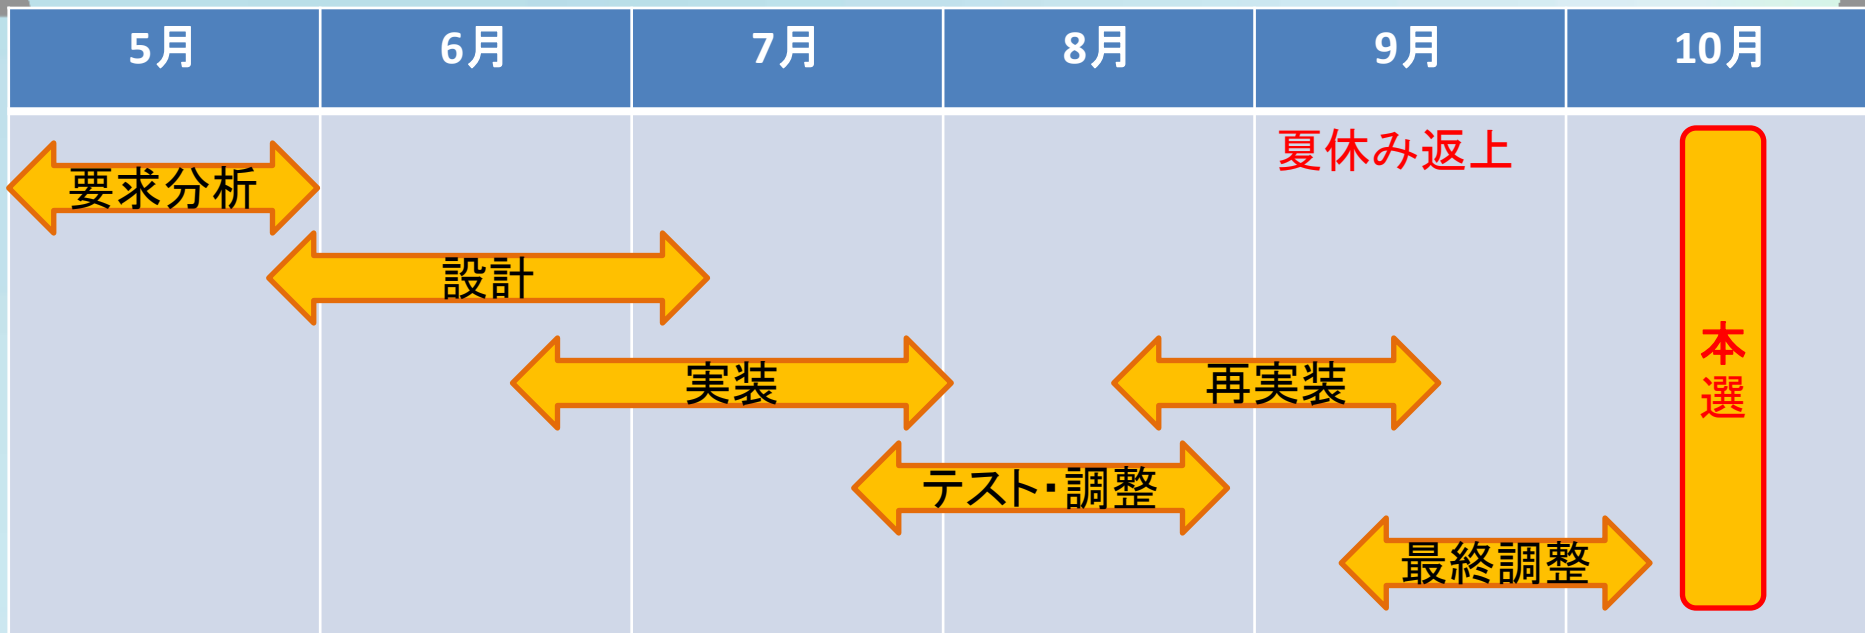 5月
6月
7月
8月
9月
10月
夏休み返上
要求分析
設計
実装
再実装
テスト・調整
最終調整
本
選